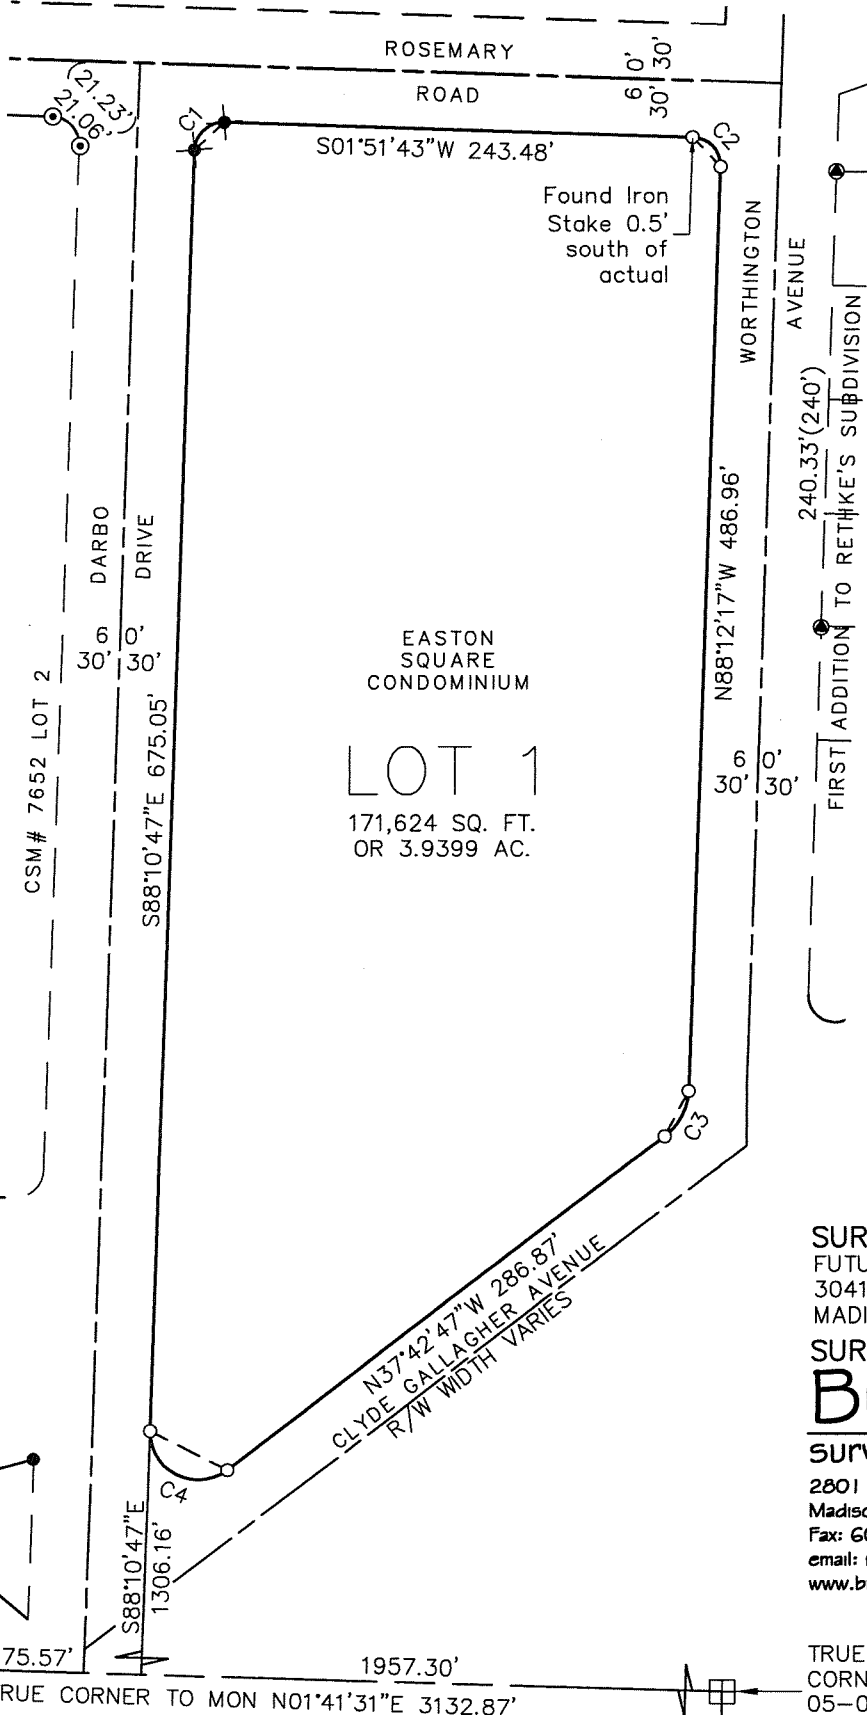 ROSEMARY
ROAD
6 0'
30' 30'
(21.23')
21.06'
C1
S01°51'43"W 243.48'
C2
Found Iron
Stake 0.5'
south of
actual
WORTHINGTON
AVENUE
240.33'(240')
FIRST ADDITION TO RETHKE'S SUBDIVISION
DARBO
DRIVE
6 0'
30' 30'
CSM# 7652 LOT 2
S88°10'47"E 675.05'
N88°12'17"W 486.96'
EASTON
SQUARE
CONDOMINIUM
LOT 1
171,624 SQ. FT.
OR 3.9399 AC.
6 0'
30' 30'
C3
N37°42'47"W 286.87'
CLYDE GALLAGHER AVENUE
R/W WIDTH VARIES
C4
S88°10'47"E
1306.16'
SUR
FUTU
3041
MADI
SUR
B
surv
2801
Madiso
Fax: 60
email:
www.b
75.57'
1957.30'
RUE CORNER TO MON N01°41'31"E 3132.87'
TRUE
CORN
05-0